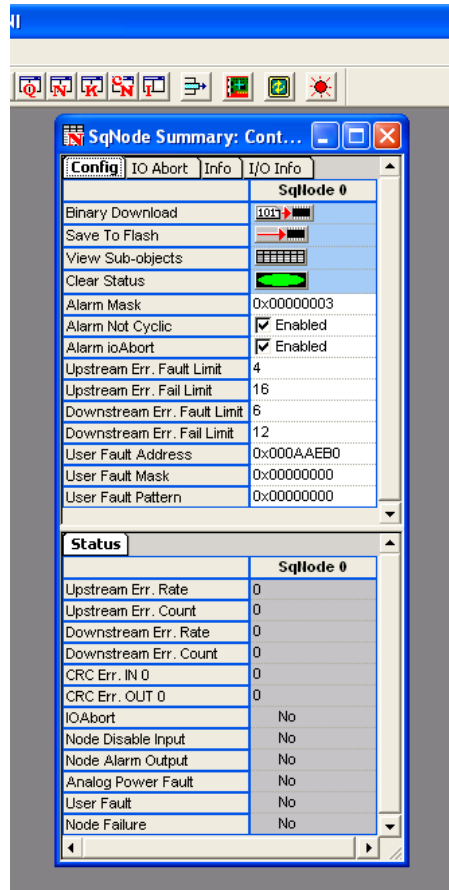 NI
Q N K CN I
N SqNode Summary: Cont...
Config IO Abort Info I/O Info
SqNode 0
Binary Download 101
Save To Flash
View Sub-objects
Clear Status
Alarm Mask 0x00000003
Alarm Not Cyclic Enabled
Alarm ioAbort Enabled
Upstream Err. Fault Limit 4
Upstream Err. Fail Limit 16
Downstream Err. Fault Limit 6
Downstream Err. Fail Limit 12
User Fault Address 0x000AAEB0
User Fault Mask 0x00000000
User Fault Pattern 0x00000000
Status
SqNode 0
Upstream Err. Rate 0
Upstream Err. Count 0
Downstream Err. Rate 0
Downstream Err. Count 0
CRC Err. IN 0 0
CRC Err. OUT 0 0
IOAbort No
Node Disable Input No
Node Alarm Output No
Analog Power Fault No
User Fault No
Node Failure No